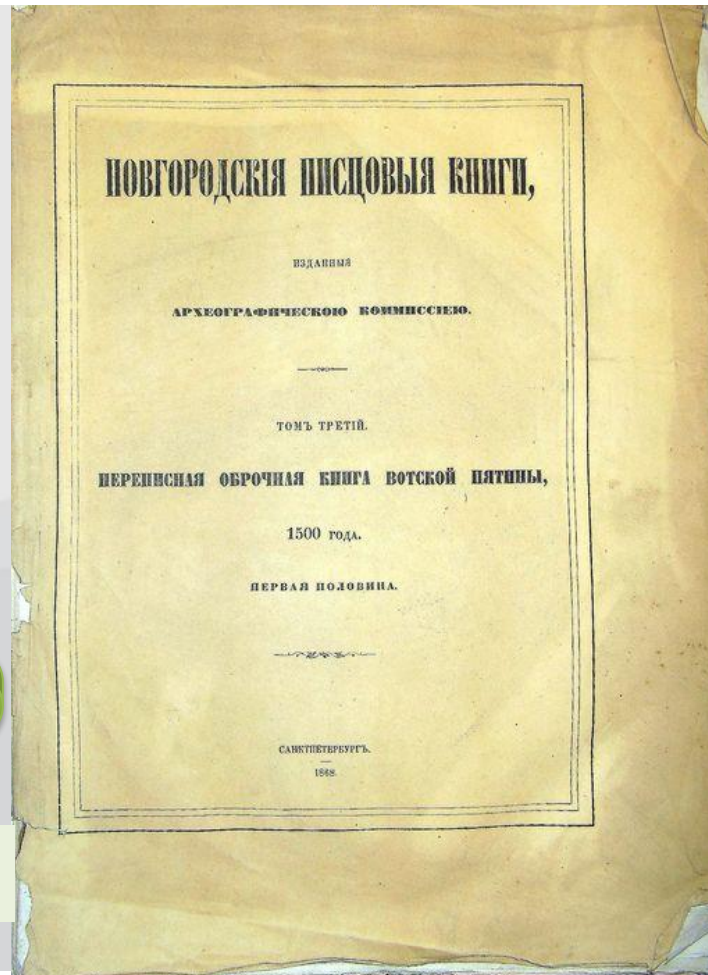 НОВГОРОДСКІЯ ПИСЦОВЫЯ КНИГИ,
ИЗДАННЫЯ
АРХЕОГРАФИЧЕСКОЮ КОММИССІЕЮ.
ТОМЪ ТРЕТІЙ.
ПЕРЕПИСНАЯ ОБРОЧНАЯ КНИГА ВОТСКОЙ ПЯТИНЫ,
1500 ГОДА.
ПЕРВАЯ ПОЛОВИНА.
САНКТПЕТЕРБУРГЪ.
1868.